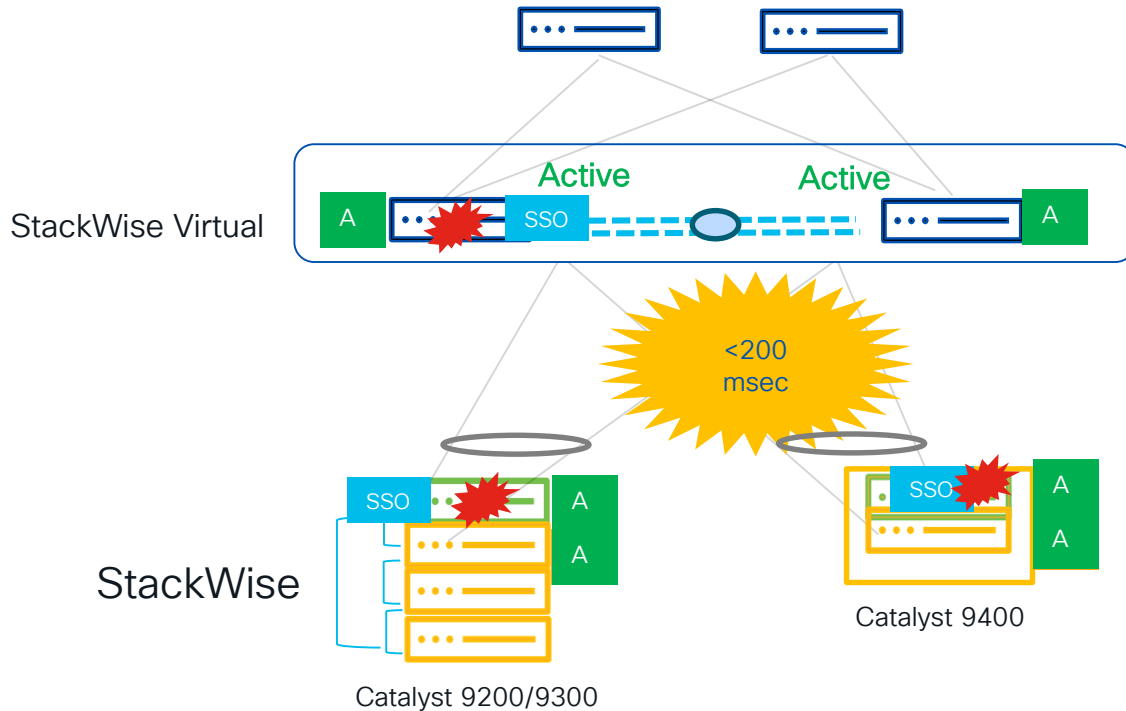 Active
Active
StackWise Virtual
A
SSO
A
<200
msec
SSO
A
A
SSO
A
A
StackWise
Catalyst 9400
Catalyst 9200/9300